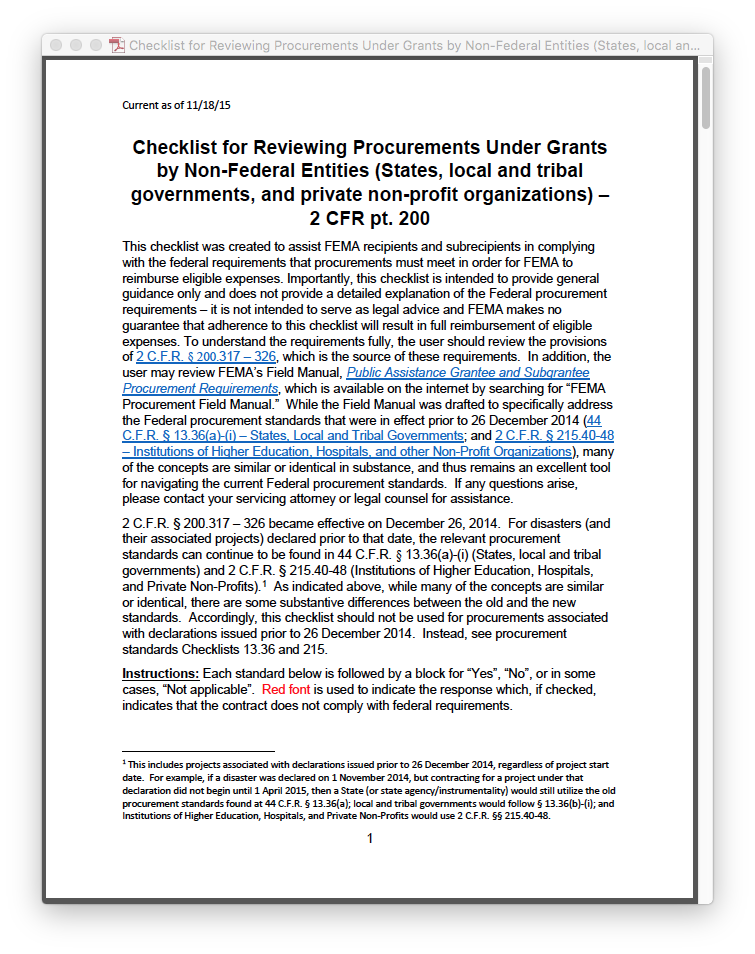 Checklist for Reviewing Procurements Under Grants by Non-Federal Entities (States, local an...
Current as of 11/18/15
Checklist for Reviewing Procurements Under Grants
by Non-Federal Entities (States, local and tribal
governments, and private non-profit organizations) –
2 CFR pt. 200
This checklist was created to assist FEMA recipients and subrecipients in complying
with the federal requirements that procurements must meet in order for FEMA to
reimburse eligible expenses. Importantly, this checklist is intended to provide general
guidance only and does not provide a detailed explanation of the Federal procurement
requirements – it is not intended to serve as legal advice and FEMA makes no
guarantee that adherence to this checklist will result in full reimbursement of eligible
expenses. To understand the requirements fully, the user should review the provisions
of 2 C.F.R. § 200.317 – 326, which is the source of these requirements. In addition, the
user may review FEMA's Field Manual, Public Assistance Grantee and Subgrantee
Procurement Requirements, which is available on the internet by searching for “FEMA
Procurement Field Manual.” While the Field Manual was drafted to specifically address
the Federal procurement standards that were in effect prior to 26 December 2014 (44
C.F.R. § 13.36(a)-(i) – States, Local and Tribal Governments; and 2 C.F.R. § 215.40-48
– Institutions of Higher Education, Hospitals, and other Non-Profit Organizations), many
of the concepts are similar or identical in substance, and thus remains an excellent tool
for navigating the current Federal procurement standards. If any questions arise,
please contact your servicing attorney or legal counsel for assistance.
2 C.F.R. § 200.317 – 326 became effective on December 26, 2014. For disasters (and
their associated projects) declared prior to that date, the relevant procurement
standards can continue to be found in 44 C.F.R. § 13.36(a)-(i) (States, local and tribal
governments) and 2 C.F.R. § 215.40-48 (Institutions of Higher Education, Hospitals,
and Private Non-Profits).1 As indicated above, while many of the concepts are similar
or identical, there are some substantive differences between the old and the new
standards. Accordingly, this checklist should not be used for procurements associated
with declarations issued prior to 26 December 2014. Instead, see procurement
standards Checklists 13.36 and 215.
Instructions: Each standard below is followed by a block for “Yes”, “No”, or in some
cases, “Not applicable”. Red font is used to indicate the response which, if checked,
indicates that the contract does not comply with federal requirements.
1 This includes projects associated with declarations issued prior to 26 December 2014, regardless of project start
date. For example, if a disaster was declared on 1 November 2014, but contracting for a project under that
declaration did not begin until 1 April 2015, then a State (or state agency/instrumentality) would still utilize the old
procurement standards found at 44 C.F.R. § 13.36(a); local and tribal governments would follow § 13.36(b)-(i); and
Institutions of Higher Education, Hospitals, and Private Non-Profits would use 2 C.F.R. §§ 215.40-48.
1